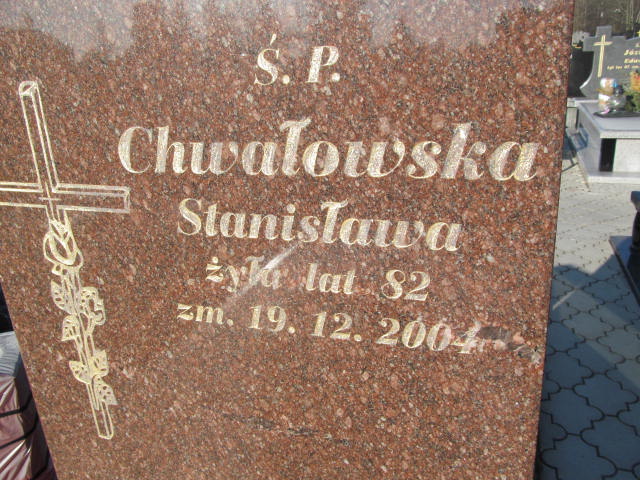 Ś. P.
Chwałowska
Stanisława
żyła lat 82
zm. 19. 12. 2004